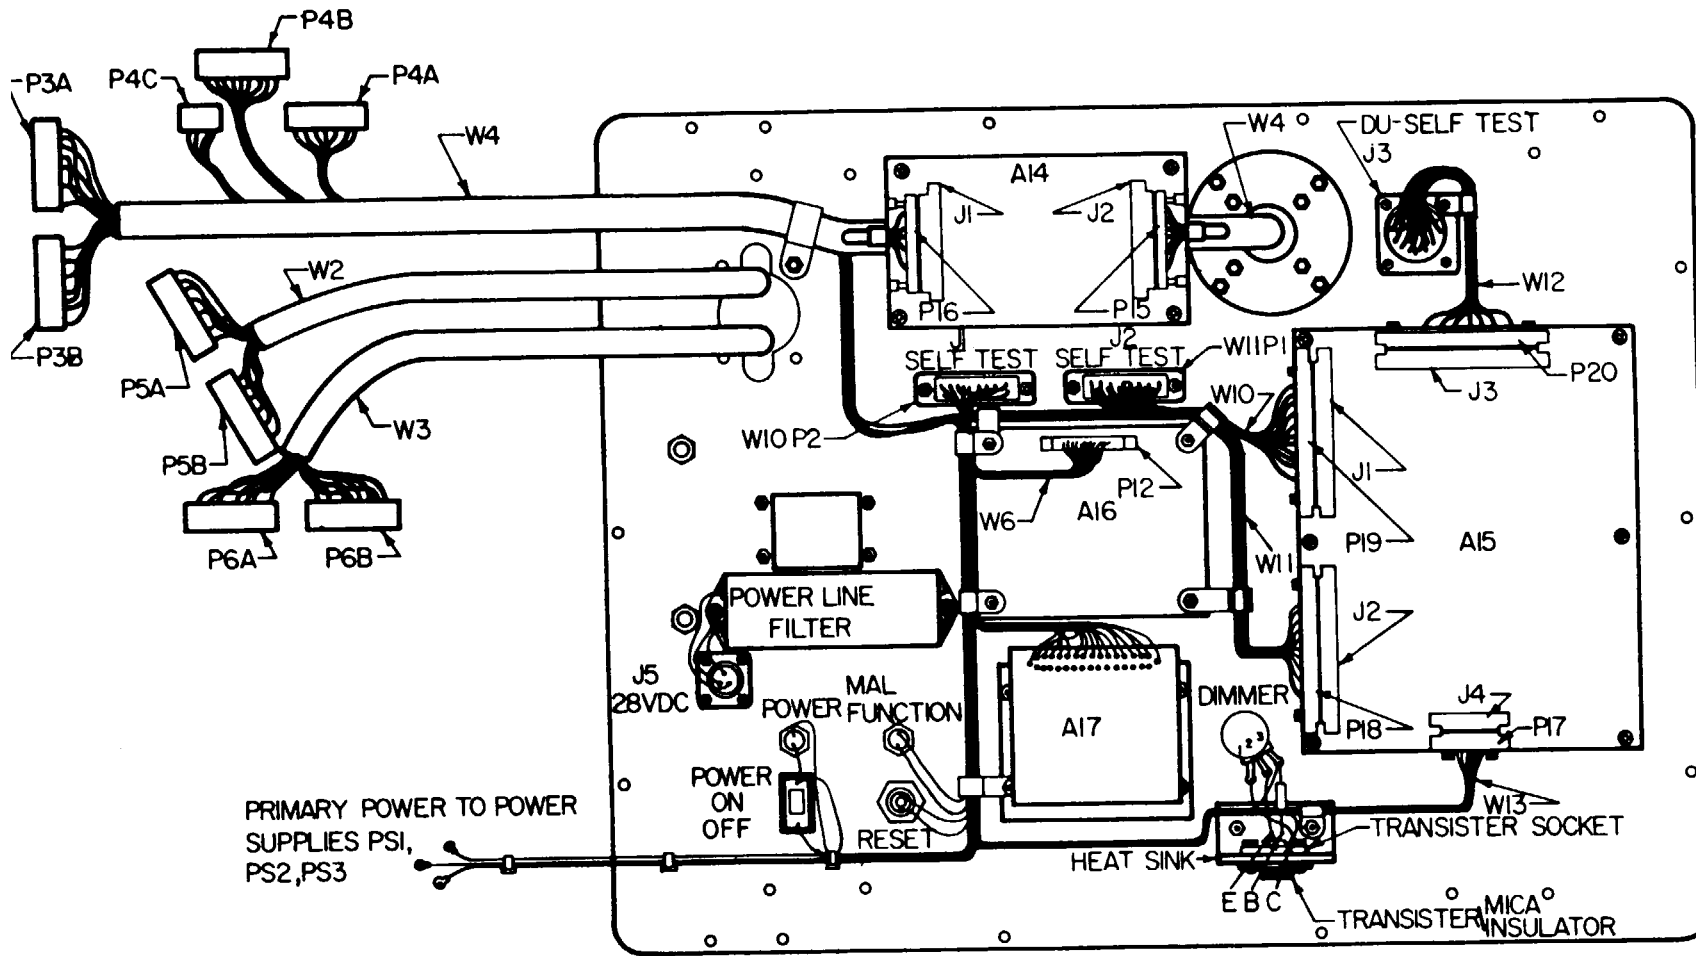 P4B
P3A
P4C
P4A
W4
W4
DU-SELF TEST
J3
A14
J1
J2
W2
W12
P3B
P16
P15
J1
J2
SELF TEST
SELF TEST
W11P1
P5A
W10
P20
J3
W3
W10 P2
P5B
J1
P12
W6
A16
P6A
P6B
P19
A15
W11
POWER LINE
FILTER
J2
J5
28VDC
MAL
FUNCTION
POWER
DIMMER
J4
A17
P18
P17
1 2 3
POWER
ON
OFF
PRIMARY POWER TO POWER
SUPPLIES PS1,
PS2,PS3
RESET
W13
TRANSISTER SOCKET
HEAT SINK
E B C
MICA
TRANSISTER
INSULATOR